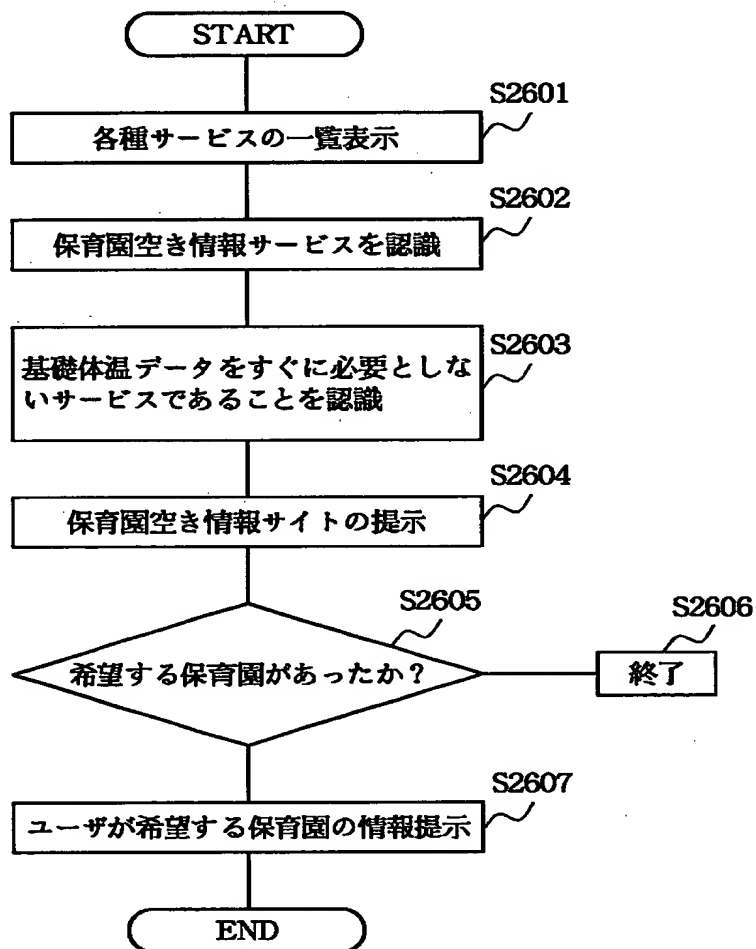 START
S2601
各種サービスの一覧表示
S2602
保育園空き情報サービスを認識
S2603
基礎体温データをすぐに必要としな
いサービスであることを認識
S2604
保育園空き情報サイトの提示
S2605
希望する保育園があったか？
S2606
終了
S2607
ユーザが希望する保育園の情報提示
END